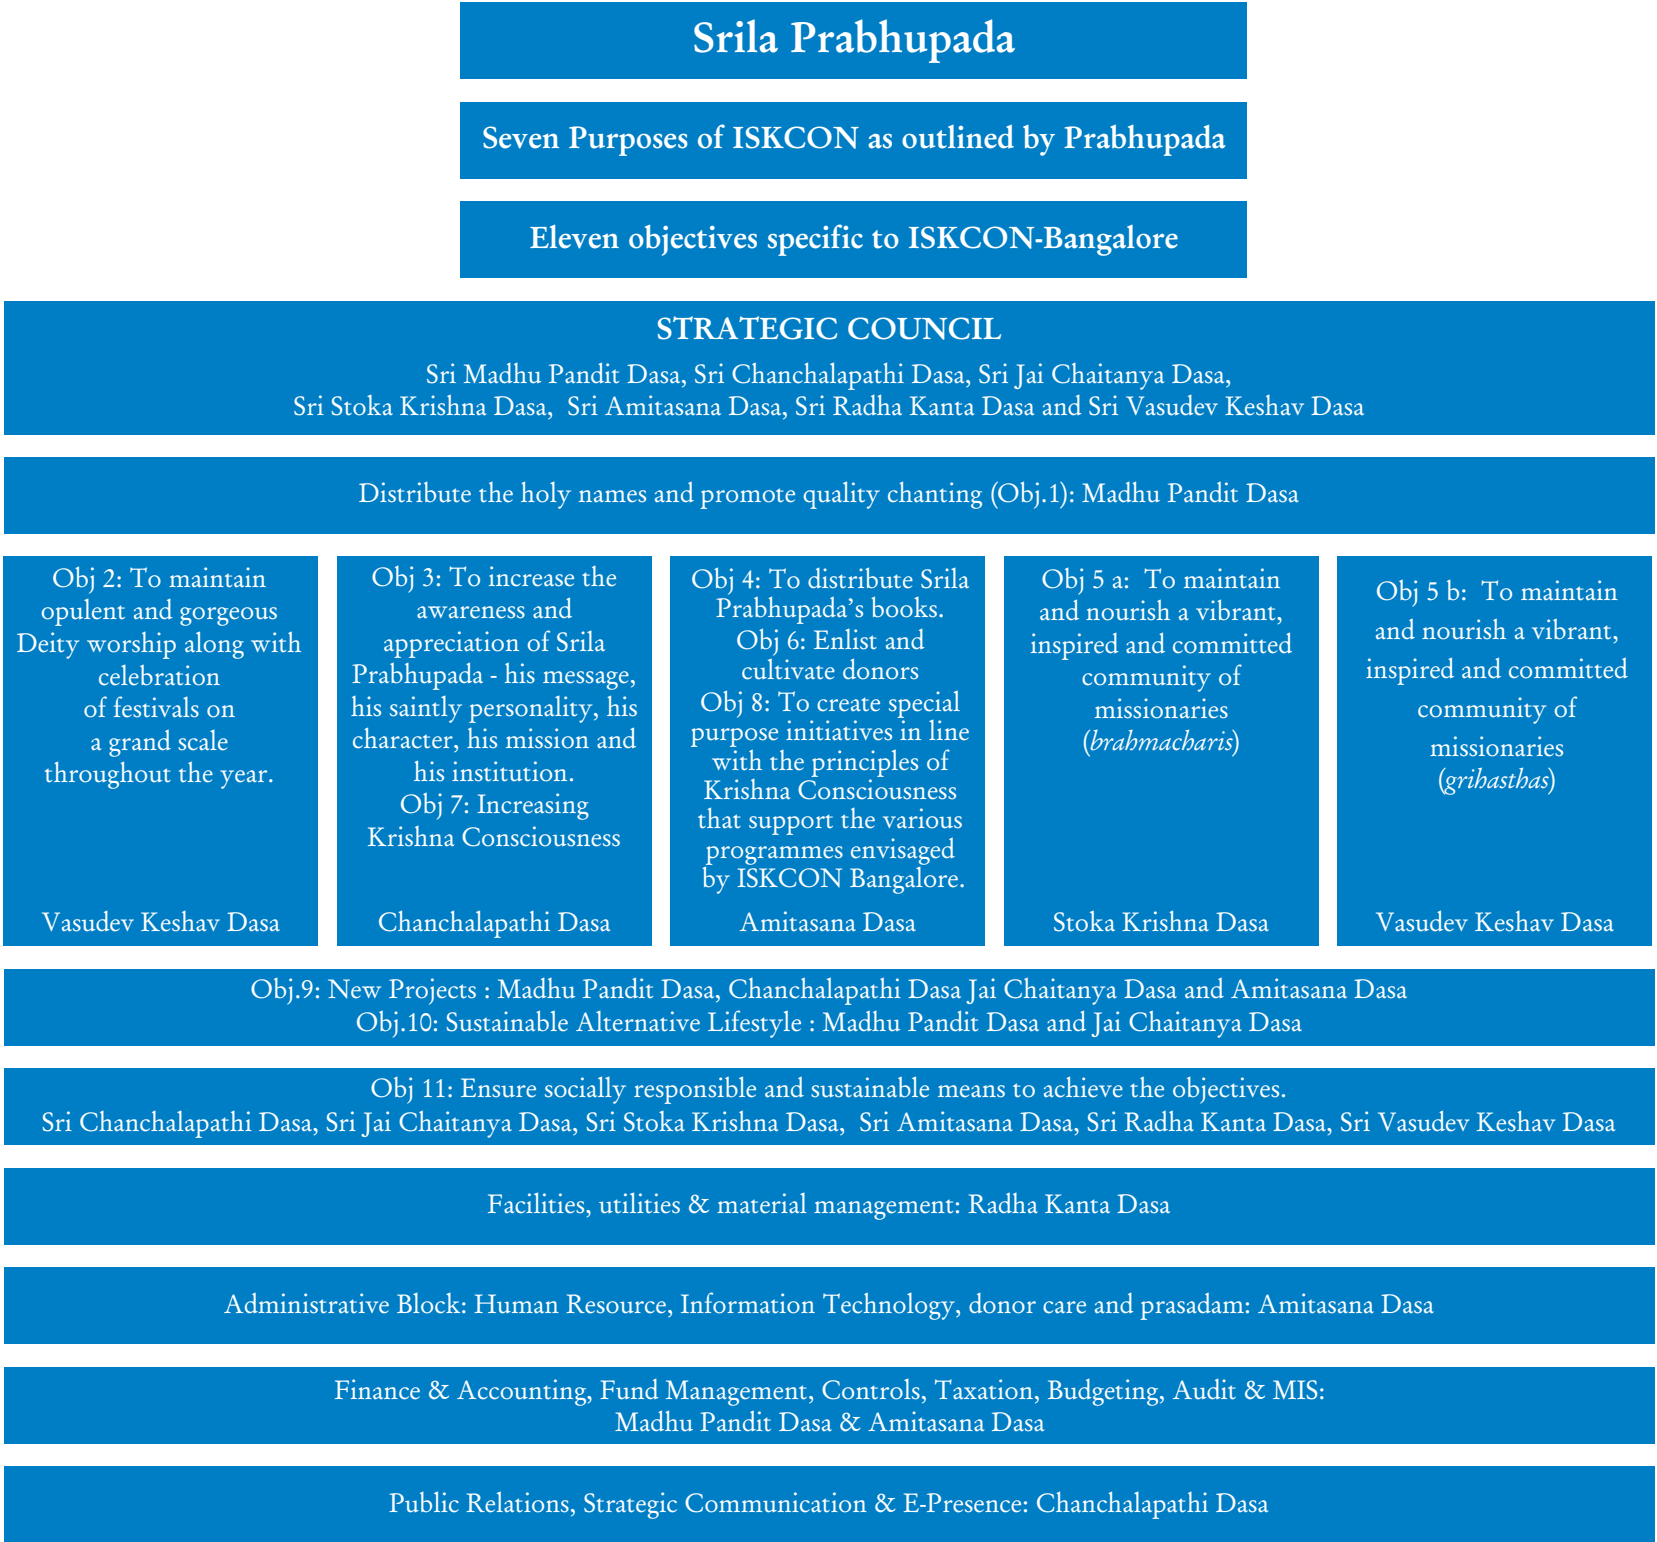 Srila Prabhupada
Seven Purposes of ISKCON as outlined by Prabhupada
Eleven objectives specific to ISKCON-Bangalore
STRATEGIC COUNCIL
Sri Madhu Pandit Dasa, Sri Chanchalapathi Dasa, Sri Jai Chaitanya Dasa,
Sri Stoka Krishna Dasa, Sri Amitasana Dasa, Sri Radha Kanta Dasa and Sri Vasudev Keshav Dasa
Distribute the holy names and promote quality chanting (Obj.1): Madhu Pandit Dasa
Obj 2: To maintain
opulent and gorgeous
Deity worship along with
celebration
of festivals on
a grand scale
throughout the year.
Vasudev Keshav Dasa
Obj 3: To increase the
awareness and
appreciation of Srila
Prabhupada - his message,
his saintly personality, his
character, his mission and
his institution.
Obj 7: Increasing
Krishna Consciousness
Chanchalapathi Dasa
Obj 4: To distribute Srila
Prabhupada’s books.
Obj 6: Enlist and
cultivate donors
Obj 8: To create special
purpose initiatives in line
with the principles of
Krishna Consciousness
that support the various
programmes envisaged
by ISKCON Bangalore.
Amitasana Dasa
Obj 5 a: To maintain
and nourish a vibrant,
inspired and committed
community of
missionaries
(brahmacharis)
Stoka Krishna Dasa
Obj 5 b: To maintain
and nourish a vibrant,
inspired and committed
community of
missionaries
(grihasthas)
Vasudev Keshav Dasa
Obj.9: New Projects : Madhu Pandit Dasa, Chanchalapathi Dasa Jai Chaitanya Dasa and Amitasana Dasa
Obj.10: Sustainable Alternative Lifestyle : Madhu Pandit Dasa and Jai Chaitanya Dasa
Obj 11: Ensure socially responsible and sustainable means to achieve the objectives.
Sri Chanchalapathi Dasa, Sri Jai Chaitanya Dasa, Sri Stoka Krishna Dasa, Sri Amitasana Dasa, Sri Radha Kanta Dasa, Sri Vasudev Keshav Dasa
Facilities, utilities & material management: Radha Kanta Dasa
Administrative Block: Human Resource, Information Technology, donor care and prasadam: Amitasana Dasa
Finance & Accounting, Fund Management, Controls, Taxation, Budgeting, Audit & MIS:
Madhu Pandit Dasa & Amitasana Dasa
Public Relations, Strategic Communication & E-Presence: Chanchalapathi Dasa